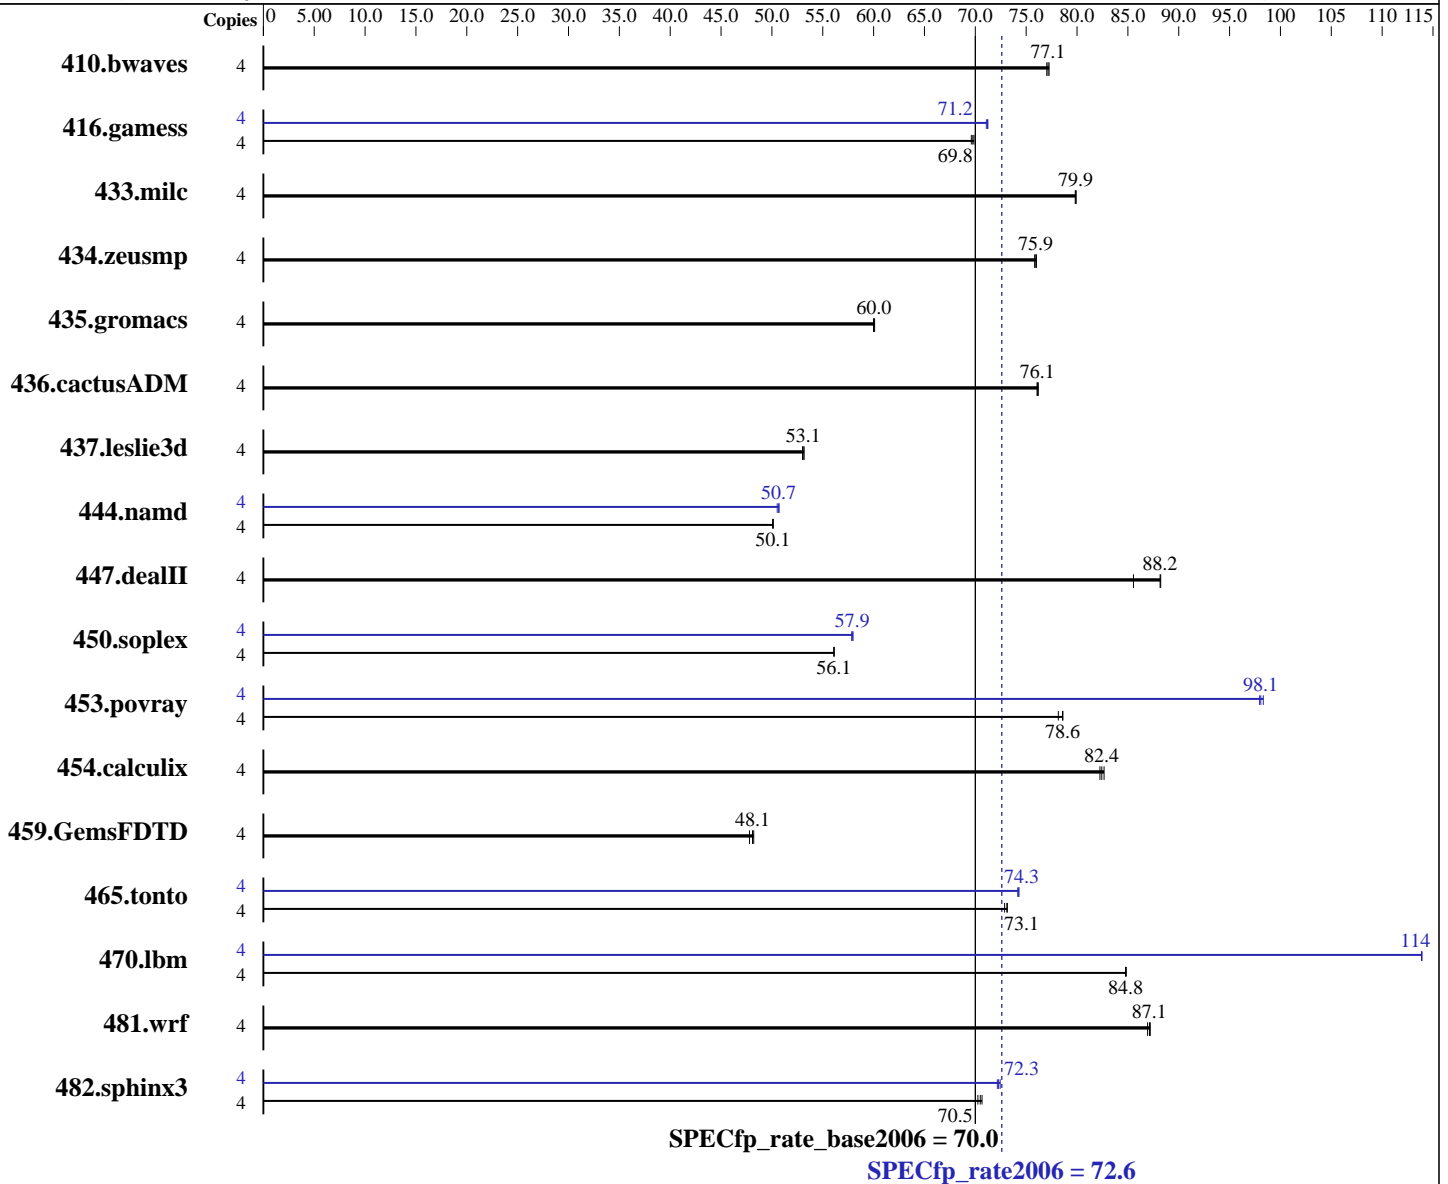 Copies 0 5.00 10.0 15.0 20.0 25.0 30.0 35.0 40.0 45.0 50.0 55.0 60.0 65.0 70.0 75.0 80.0 85.0 90.0 95.0 100 105 110 115
410.bwaves 4 77.1
416.gamess 4 71.2
4 69.8
433.milc 4 79.9
434.zeusmp 4 75.9
435.gromacs 4 60.0
436.cactusADM 4 76.1
437.leslie3d 4 53.1
444.namd 4 50.7
4 50.1
447.dealII 4 88.2
450.soplex 4 57.9
4 56.1
453.povray 4 98.1
4 78.6
454.calculix 4 82.4
459.GemsFDTD 4 48.1
465.tonto 4 74.3
4 73.1
470.lbm 4 114
4 84.8
481.wrf 4 87.1
482.sphinx3 4 72.3
4 70.5
SPECfp_rate_base2006 = 70.0
SPECfp_rate2006 = 72.6